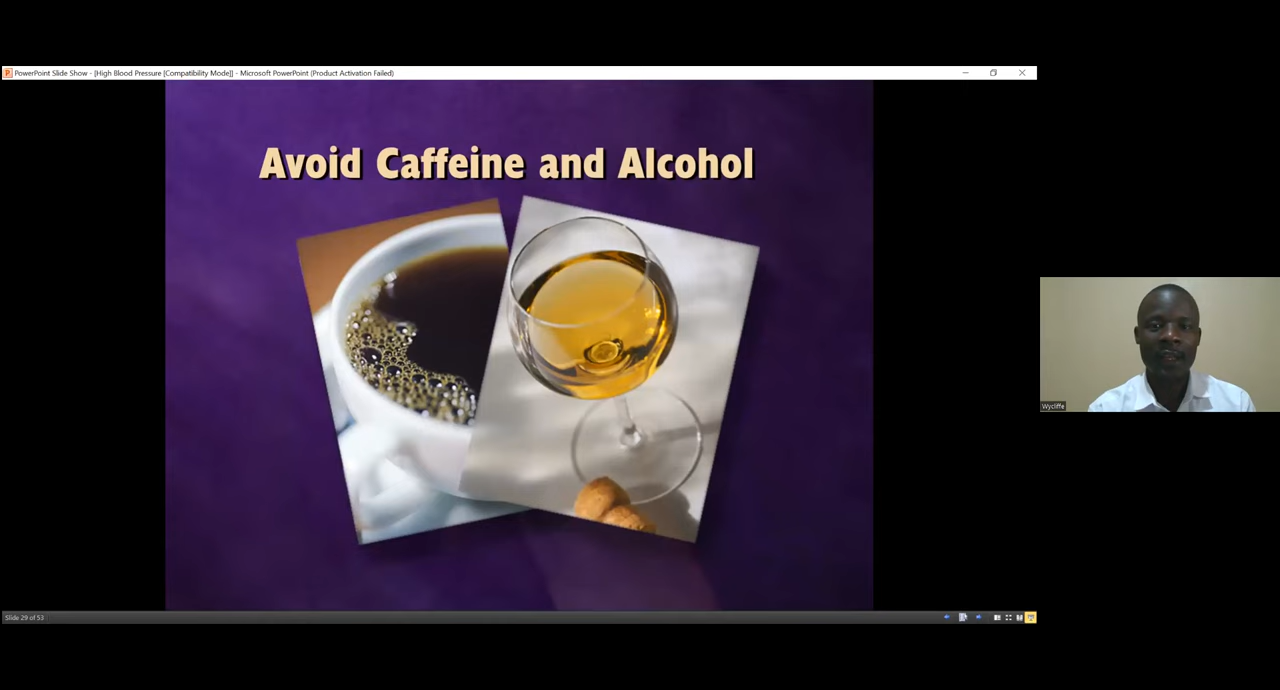 PowerPoint Slide Show - [High Blood Pressure [Compatibility Mode]] - Microsoft PowerPoint (Product Activation Failed)
Avoid Caffeine and Alcohol
Wycliffe
Slide 29 of 53